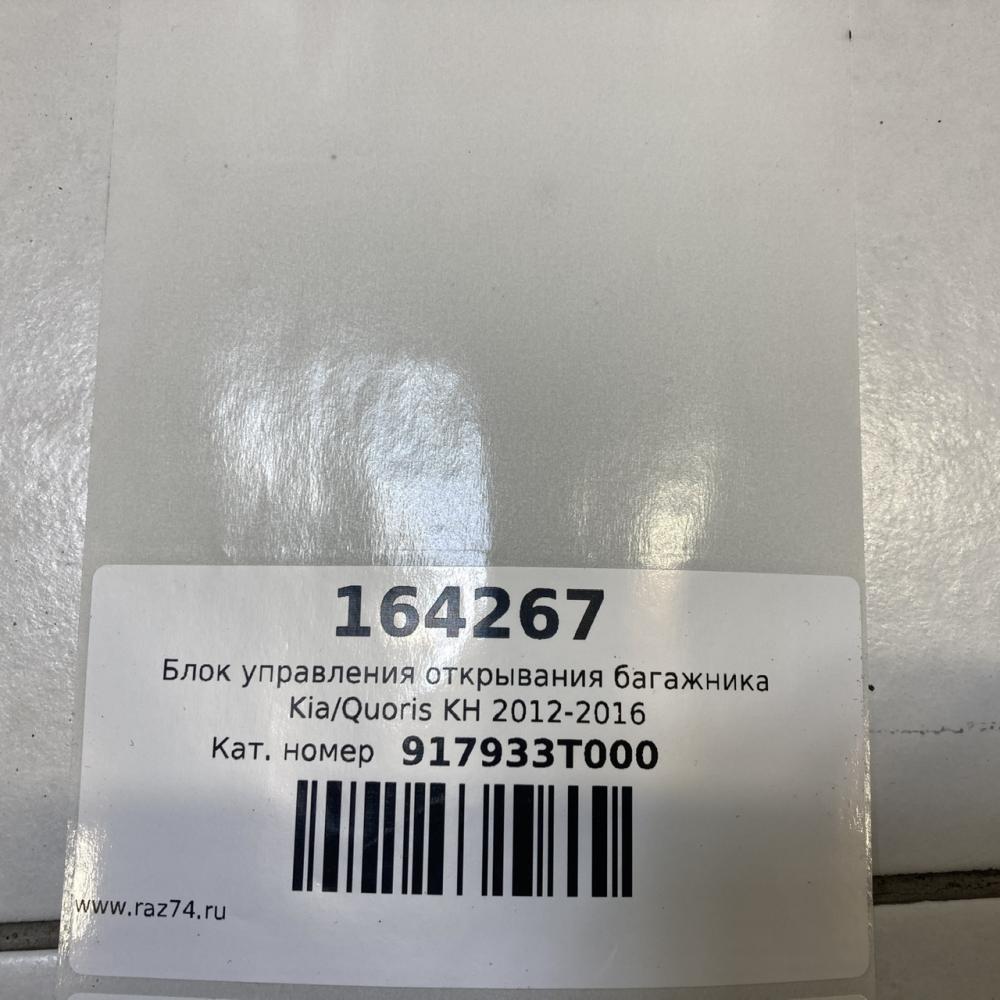 164267
Блок управления открывания багажника
Kia/Quoris KH 2012-2016
Кат. номер 917933T000
www.raz74.ru